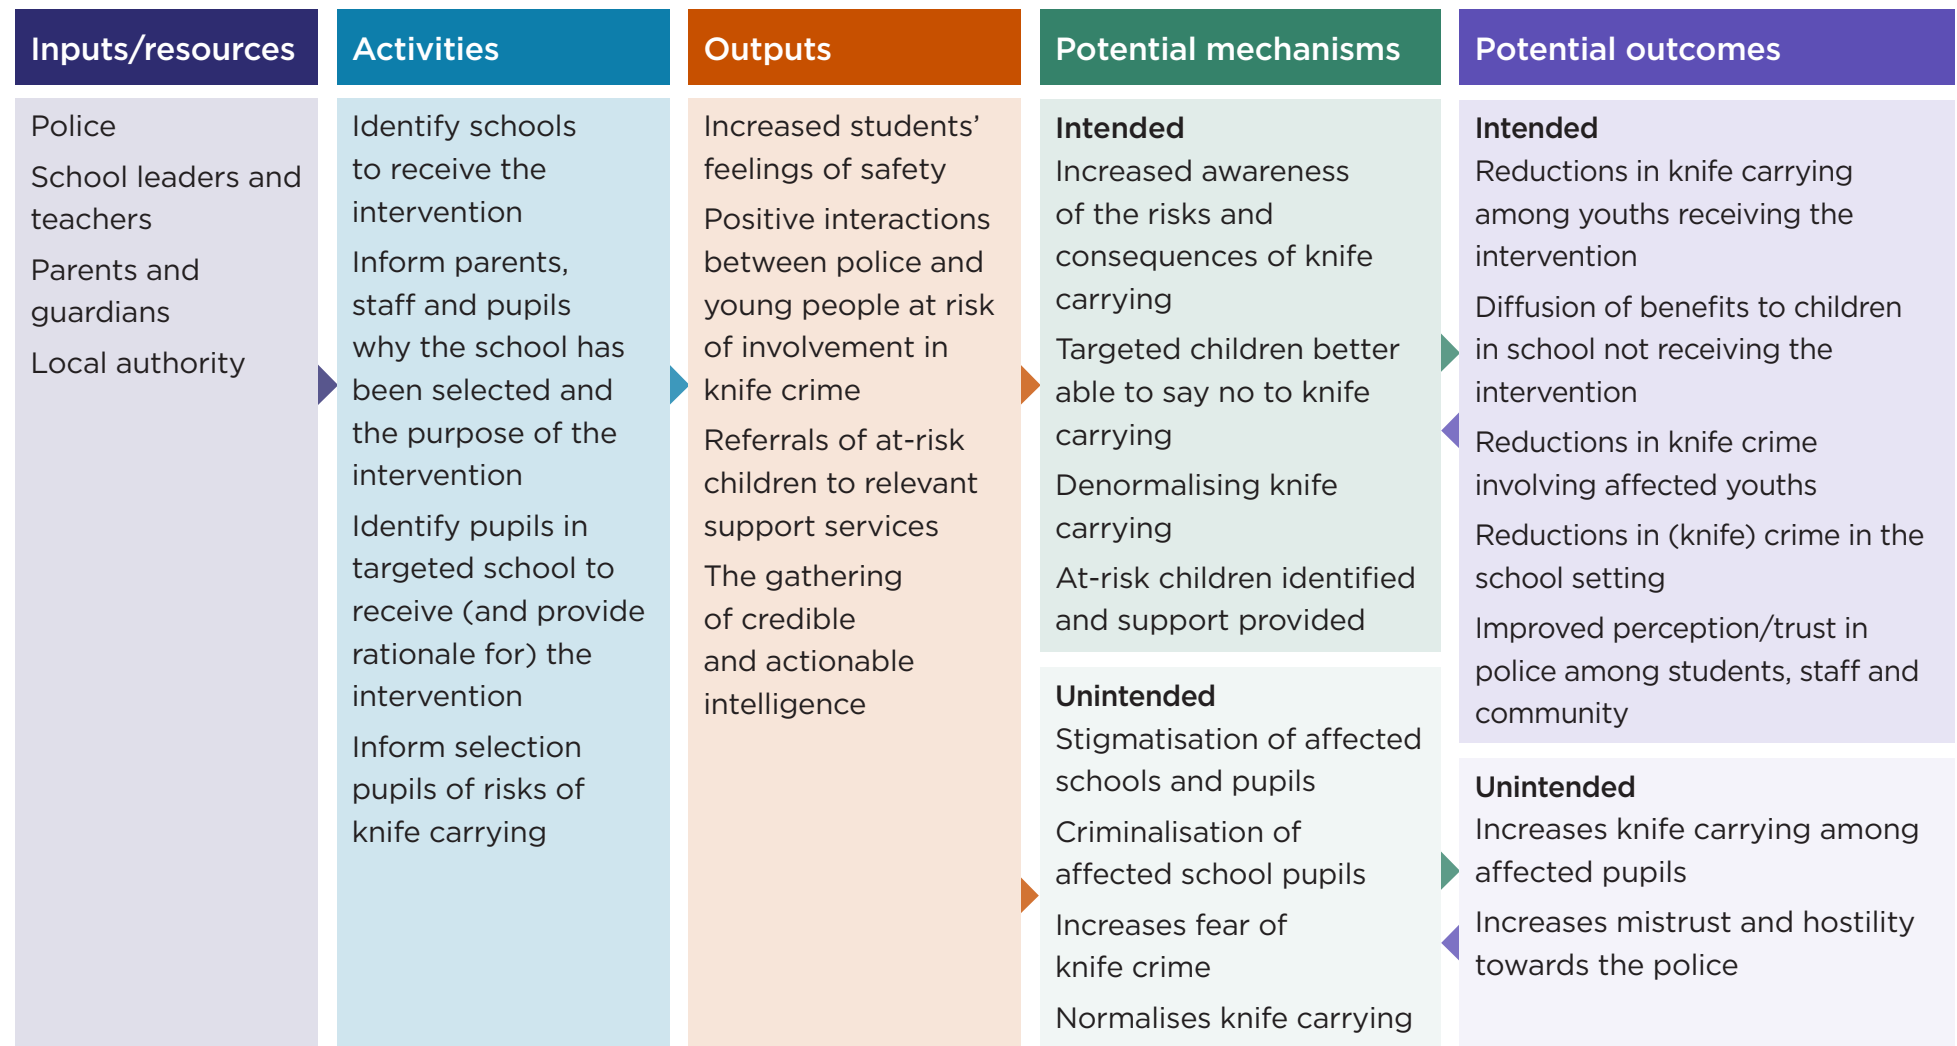 Inputs/resources
Police
School leaders and
teachers
Parents and
guardians
Local authority
Activities
Identify schools
to receive the
intervention
Inform parents,
staff and pupils
why the school has
been selected and
the purpose of the
intervention
Identify pupils in
targeted school to
receive (and provide
rationale for) the
intervention
Inform selection
pupils of risks of
knife carrying
Outputs
Increased students’
feelings of safety
Positive interactions
between police and
young people at risk
of involvement in
knife crime
Referrals of at-risk
children to relevant
support services
The gathering
of credible
and actionable
intelligence
Potential mechanisms
Intended
Increased awareness
of the risks and
consequences of knife
carrying
Targeted children better
able to say no to knife
carrying
Denormalising knife
carrying
At-risk children identified
and support provided
Unintended
Stigmatisation of affected
schools and pupils
Criminalisation of
affected school pupils
Increases fear of
knife crime
Normalises knife carrying
Potential outcomes
Intended
Reductions in knife carrying
among youths receiving the
intervention
Diffusion of benefits to children
in school not receiving the
intervention
Reductions in knife crime
involving affected youths
Reductions in (knife) crime in the
school setting
Improved perception/trust in
police among students, staff and
community
Unintended
Increases knife carrying among
affected pupils
Increases mistrust and hostility
towards the police